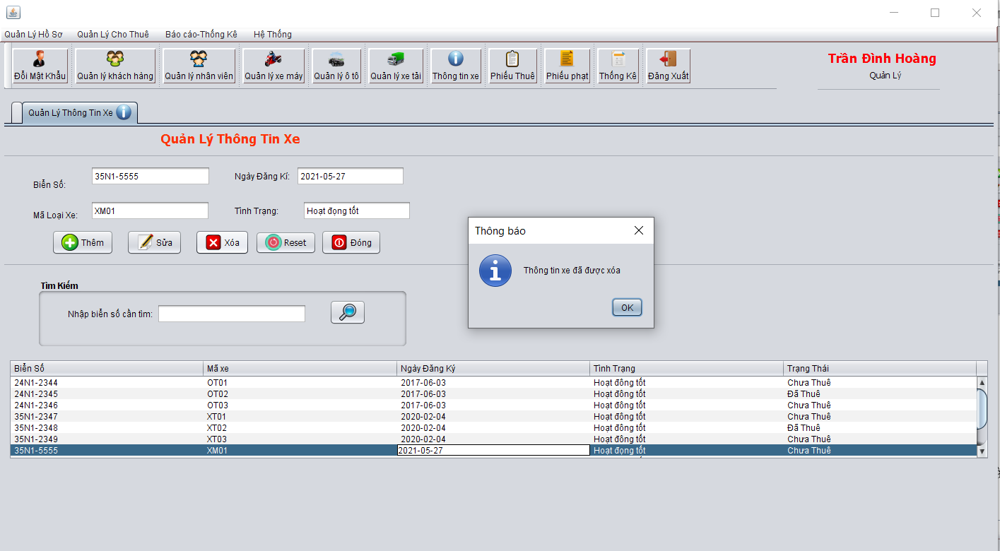 Quản Lý Hồ Sơ Quản Lý Cho Thuê Báo cáo-Thống Kê Hệ Thống
Đổi Mật Khẩu Quản lý khách hàng Quản lý nhân viên Quản lý xe máy Quản lý ô tô Quản lý xe tải Thông tin xe Phiếu Thuê Phiếu phạt Thống Kê Đăng Xuất
Trần Đình Hoàng
Quản Lý
Quản Lý Thông Tin Xe
Quản Lý Thông Tin Xe
Biển Số: 35N1-5555 Ngày Đăng Kí: 2021-05-27
Mã Loại Xe: XM01 Tình Trạng: Hoạt đọng tốt
Thêm Sửa Xóa Reset Đóng
Thông báo
Thông tin xe đã được xóa
OK
Tìm Kiếm
Nhập biển số cần tìm:
Biển Số Mã xe Ngày Đăng Ký Tình Trạng Trạng Thái
24N1-2344 OT01 2017-06-03 Hoạt đông tốt Chưa Thuê
24N1-2345 OT02 2017-06-03 Hoạt đông tốt Đã Thuê
24N1-2346 OT03 2017-06-03 Hoạt đông tốt Chưa Thuê
35N1-2347 XT01 2020-02-04 Hoạt đông tốt Chưa Thuê
35N1-2348 XT02 2020-02-04 Hoạt đông tốt Đã Thuê
35N1-2349 XT03 2020-02-04 Hoạt đông tốt Chưa Thuê
35N1-5555 XM01 2021-05-27 Hoạt đọng tốt Chưa Thuê